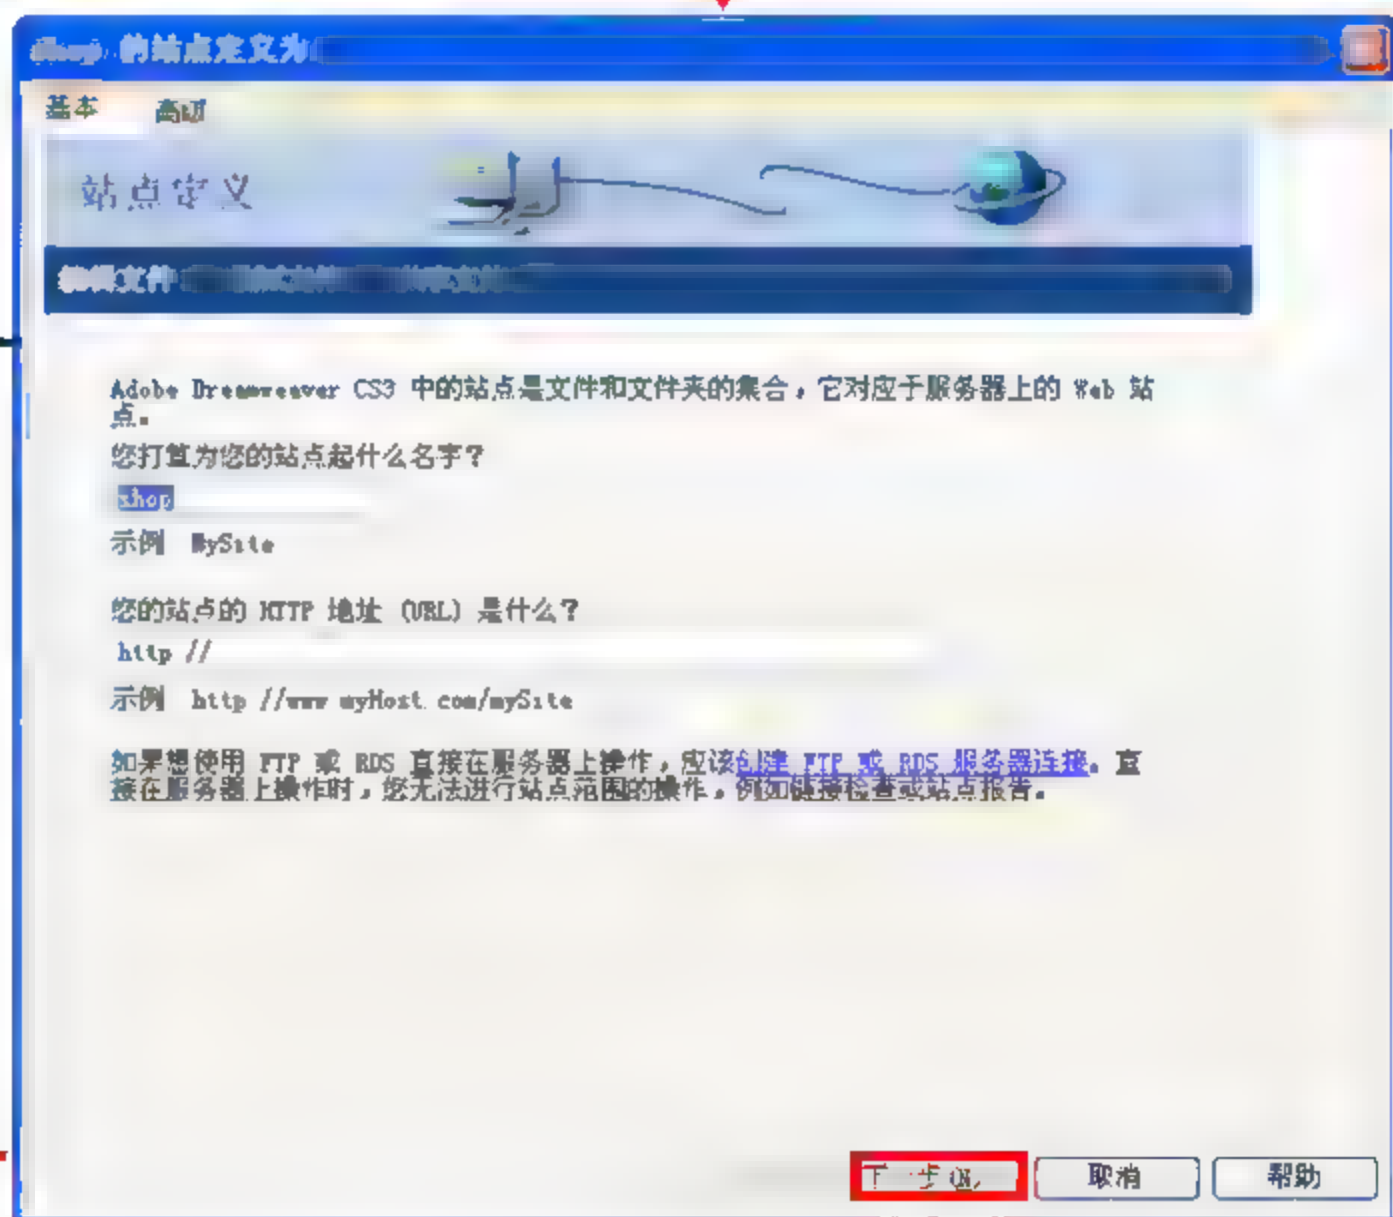 的站点定义为
基本 高级
站点定义
编辑文件
Adobe Dreamweaver CS3 中的站点是文件和文件夹的集合，它对应于服务器上的 Web 站
点。
您打算为您的站点起什么名字？
shop
示例 MySite
您的站点的 HTTP 地址 (URL) 是什么？
http //
示例 http //www myHost.com/mySite
如果想使用 FTP 或 RDS 直接在服务器上操作，应该创建 FTP 或 RDS 服务器连接。直
接在服务器上操作时，您无法进行站点范围的操作，例如链接检查或站点报告。
下一步(N)
取消
帮助